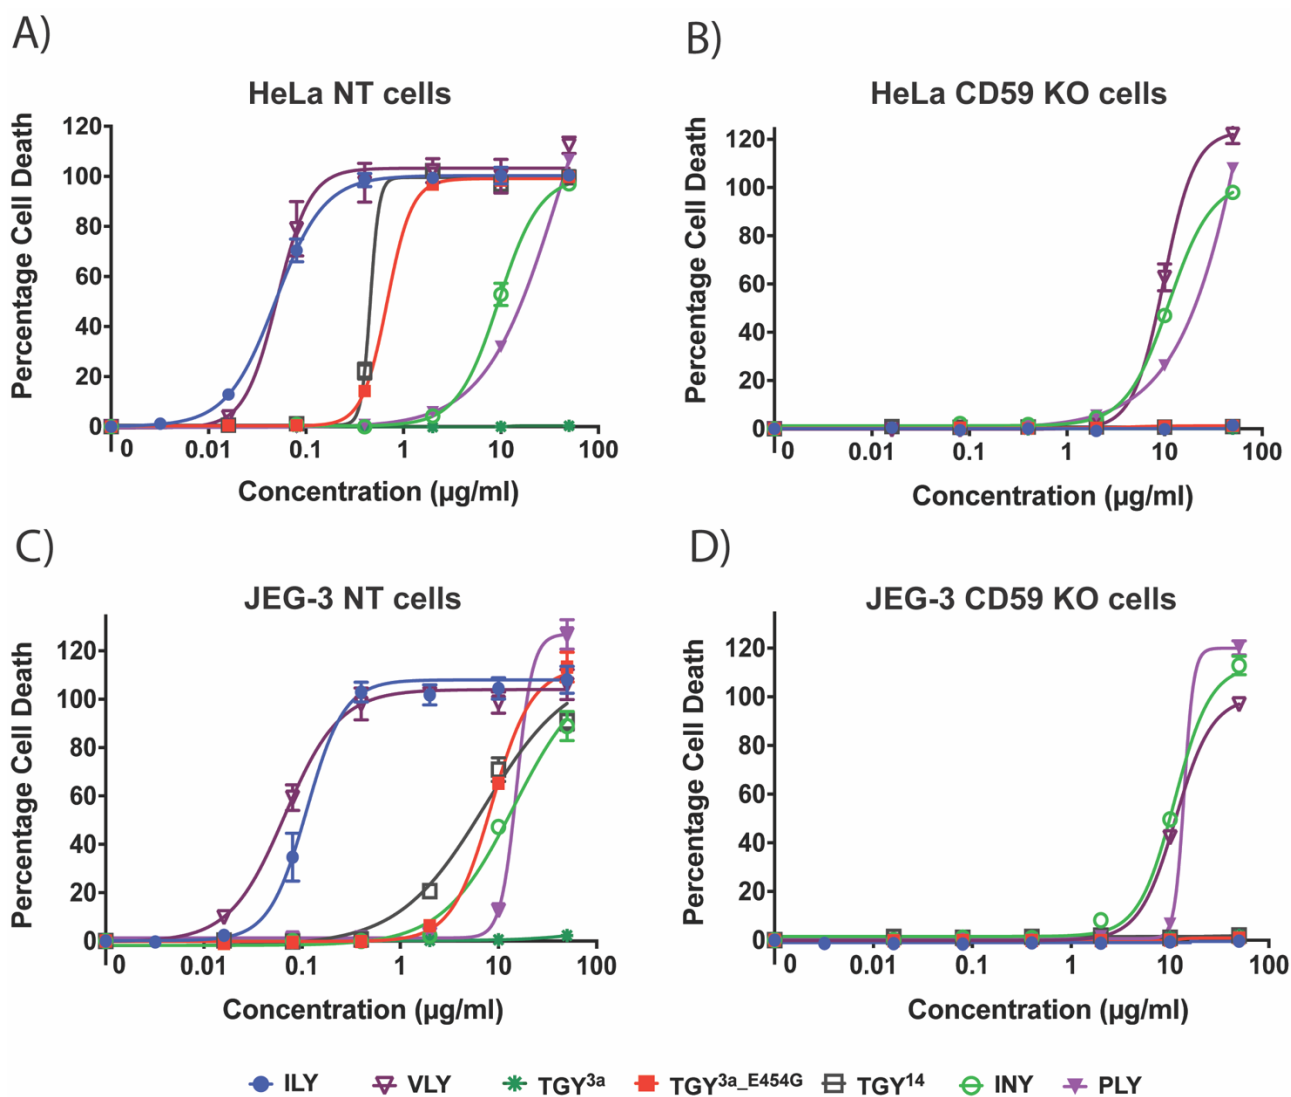 A)
HeLa NT cells
Percentage Cell Death
120
100
80
60
40
20
0
0 0.01 0.1 1 10 100
Concentration (µg/ml)
B)
HeLa CD59 KO cells
Percentage Cell Death
120
100
80
60
40
20
0
0 0.01 0.1 1 10 100
Concentration (µg/ml)
C)
JEG-3 NT cells
Percentage Cell Death
120
100
80
60
40
20
0
0 0.01 0.1 1 10 100
Concentration (µg/ml)
D)
JEG-3 CD59 KO cells
Percentage Cell Death
120
100
80
60
40
20
0
0 0.01 0.1 1 10 100
Concentration (µg/ml)
ILY VLY TGY³ᵃ TGY³ᵃ_E454G TGY¹⁴ INY PLY